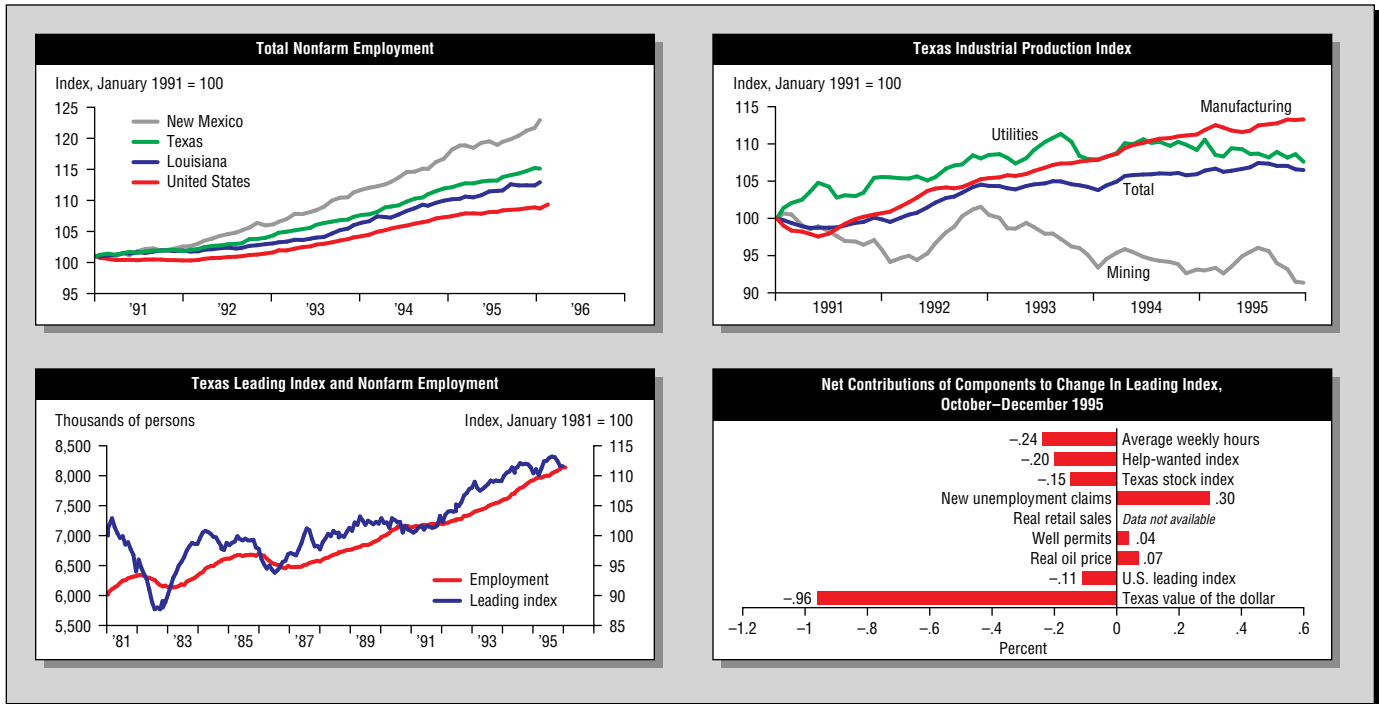 Total Nonfarm Employment
Index, January 1991 = 100
125
120
115
110
105
100
95
New Mexico
Texas
Louisiana
United States
'91 '92 '93 '94 '95 '96
Texas Industrial Production Index
Index, January 1991 = 100
115
110
105
100
95
90
Manufacturing
Utilities
Total
Mining
1991 1992 1993 1994 1995
Texas Leading Index and Nonfarm Employment
Thousands of persons
Index, January 1981 = 100
8,500
8,000
7,500
7,000
6,500
6,000
5,500
115
110
105
100
95
90
85
Employment
Leading index
'81 '83 '85 '87 '89 '91 '93 '95
Net Contributions of Components to Change In Leading Index,
October–December 1995
–.24 Average weekly hours
–.20 Help-wanted index
–.15 Texas stock index
New unemployment claims .30
Real retail sales Data not available
Well permits .04
Real oil price .07
–.11 U.S. leading index
–.96 Texas value of the dollar
–1.2 –1 –.8 –.6 –.4 –.2 0 .2 .4 .6
Percent